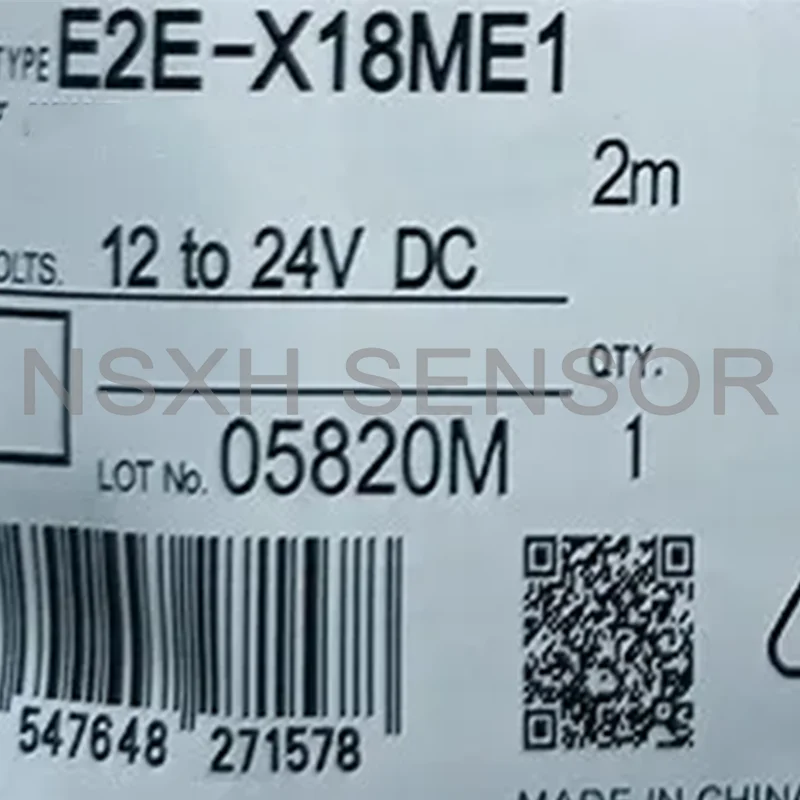 TYPE E2E-X18ME1
2m
VOLTS. 12 to 24V DC
QTY.
NSXH SENSOR
LOT No. 05820M 1
547648 271578
MADE IN CHINA